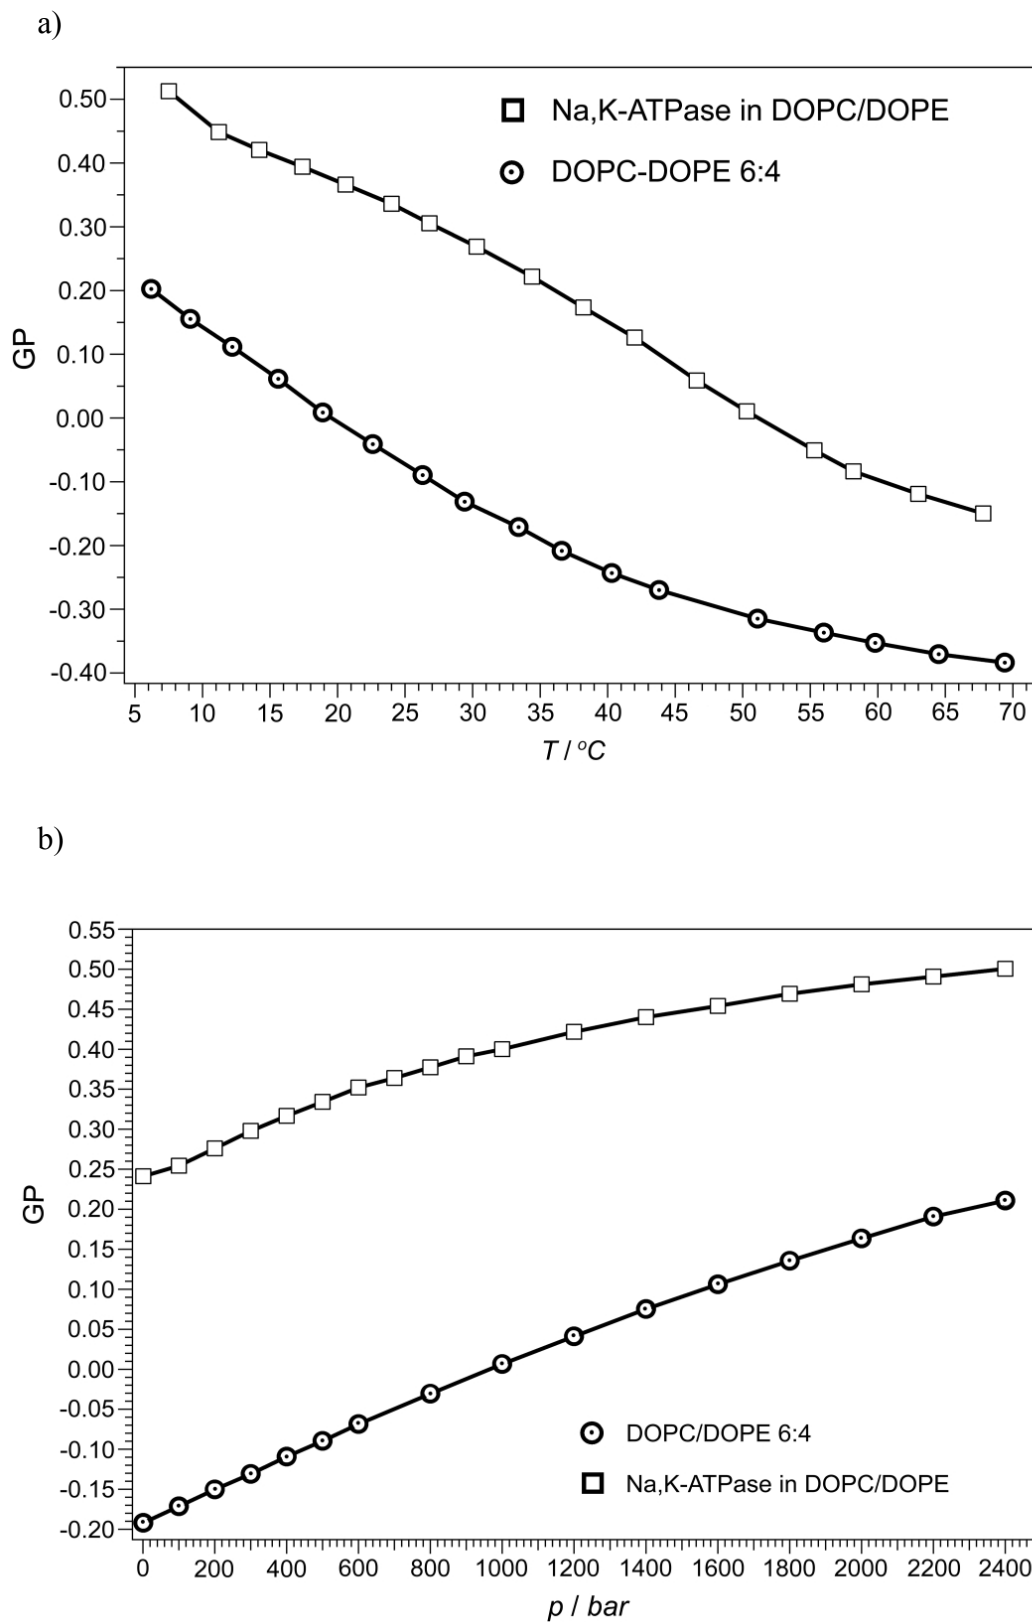 a)
0.50
0.40
0.30
0.20
0.10
0.00
-0.10
-0.20
-0.30
-0.40
GP
Na,K-ATPase in DOPC/DOPE
DOPC-DOPE 6:4
5 10 15 20 25 30 35 40 45 50 55 60 65 70
T / °C
b)
0.55
0.50
0.45
0.40
0.35
0.30
0.25
0.20
0.15
0.10
0.05
0.00
-0.05
-0.10
-0.15
-0.20
GP
DOPC/DOPE 6:4
Na,K-ATPase in DOPC/DOPE
0 200 400 600 800 1000 1200 1400 1600 1800 2000 2200 2400
p / bar